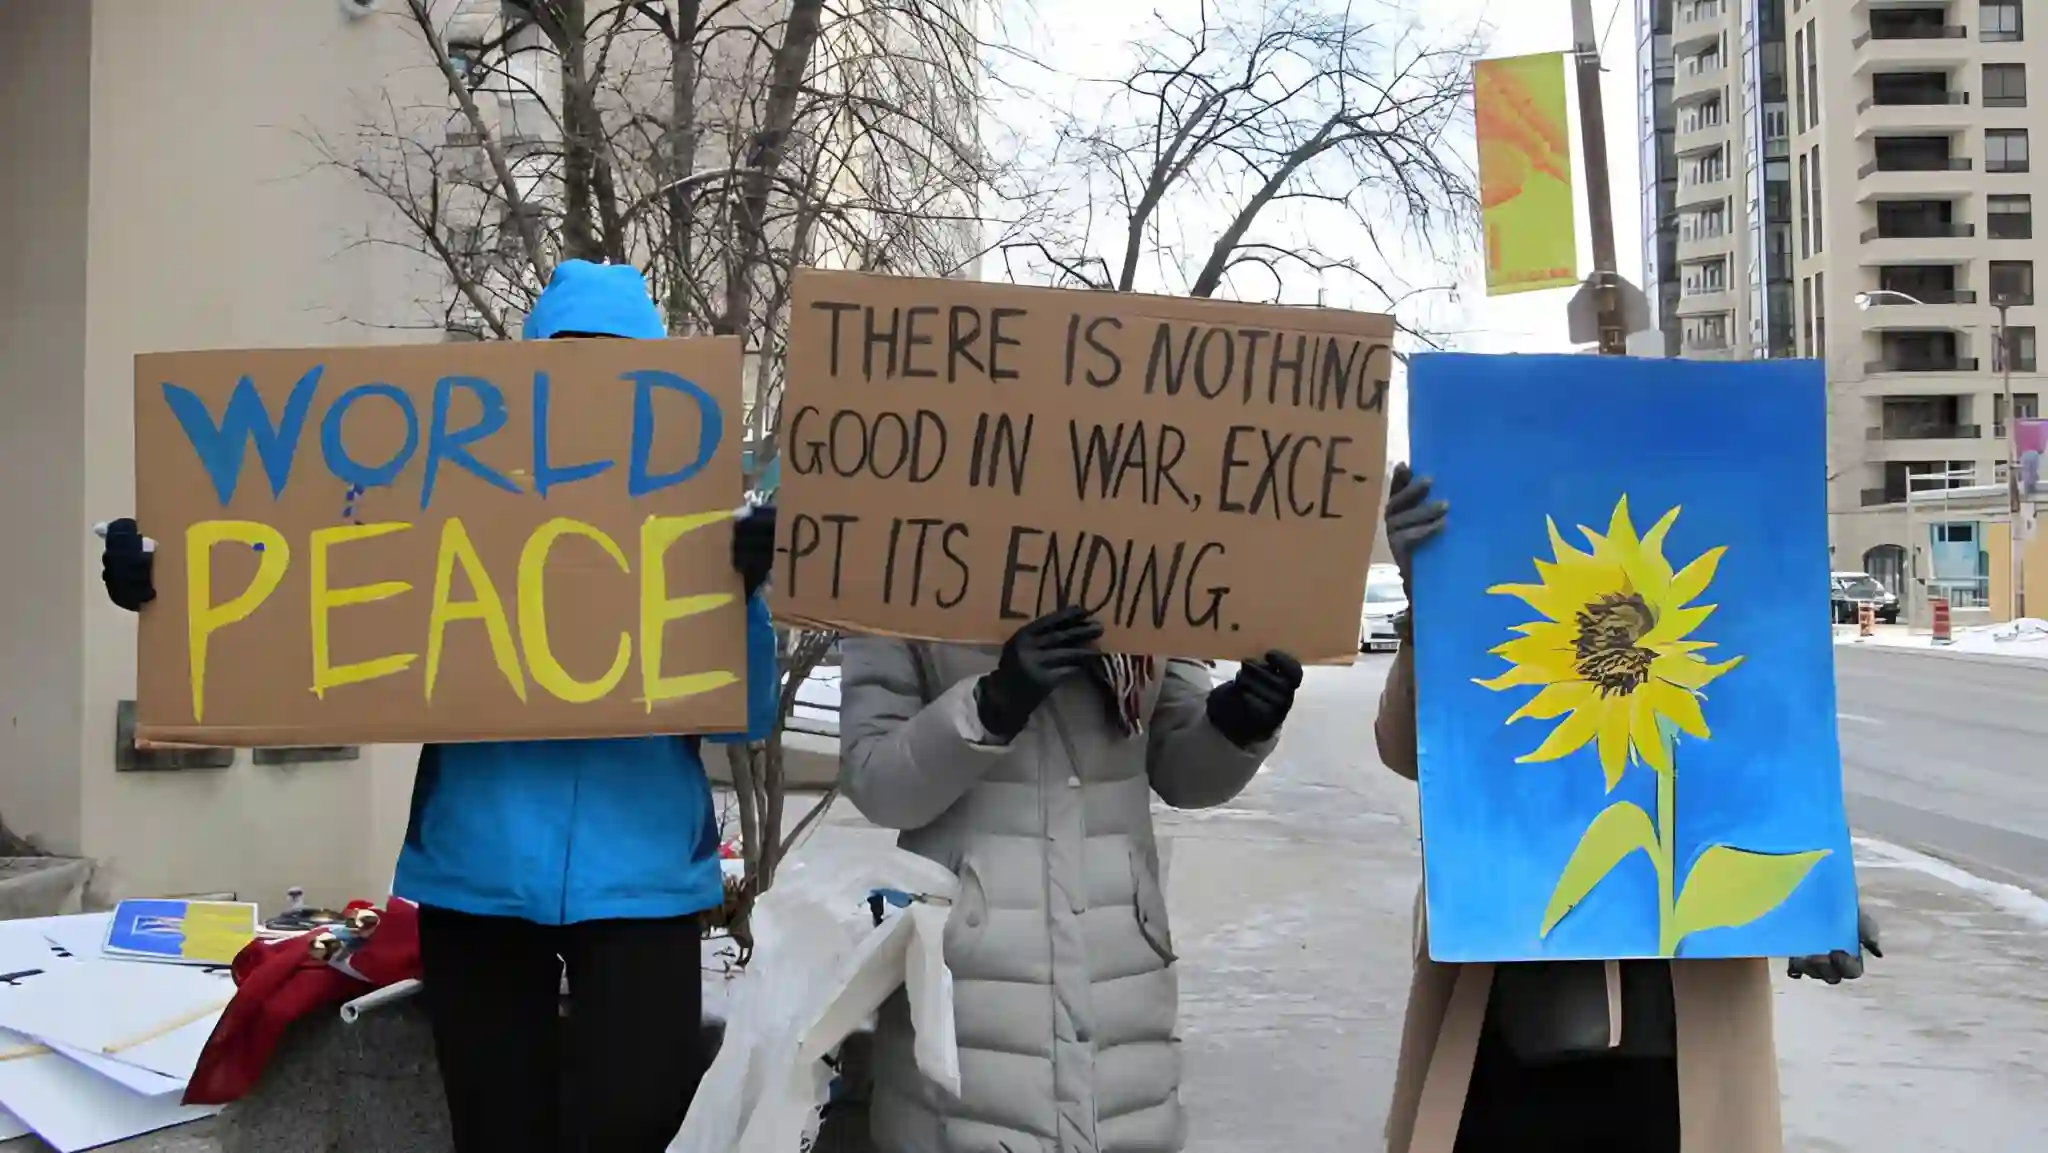 WORLD
PEACE
THERE IS NOTHING
GOOD IN WAR, EXCE-
-PT ITS ENDING.